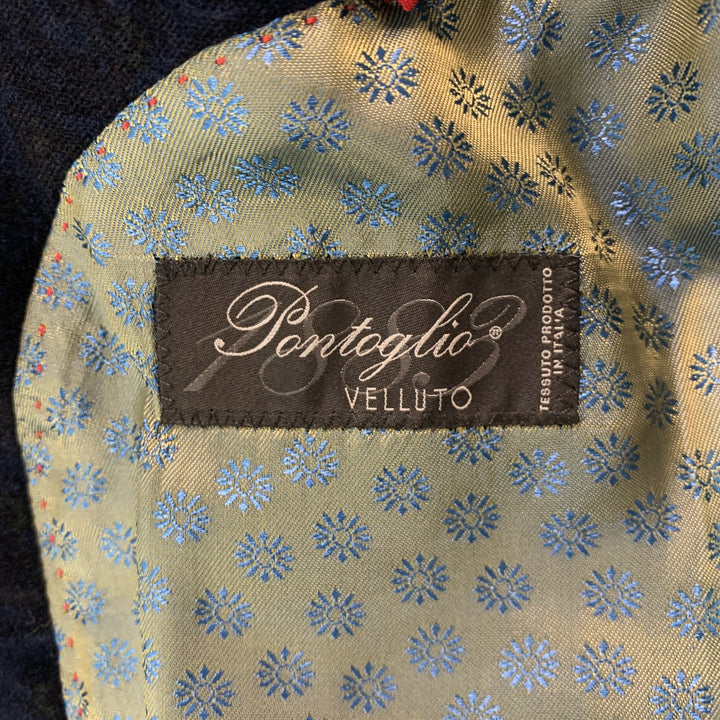 1883
Pontoglio®
VELLUTO
TESSUTO PRODOTTO
IN ITALIA